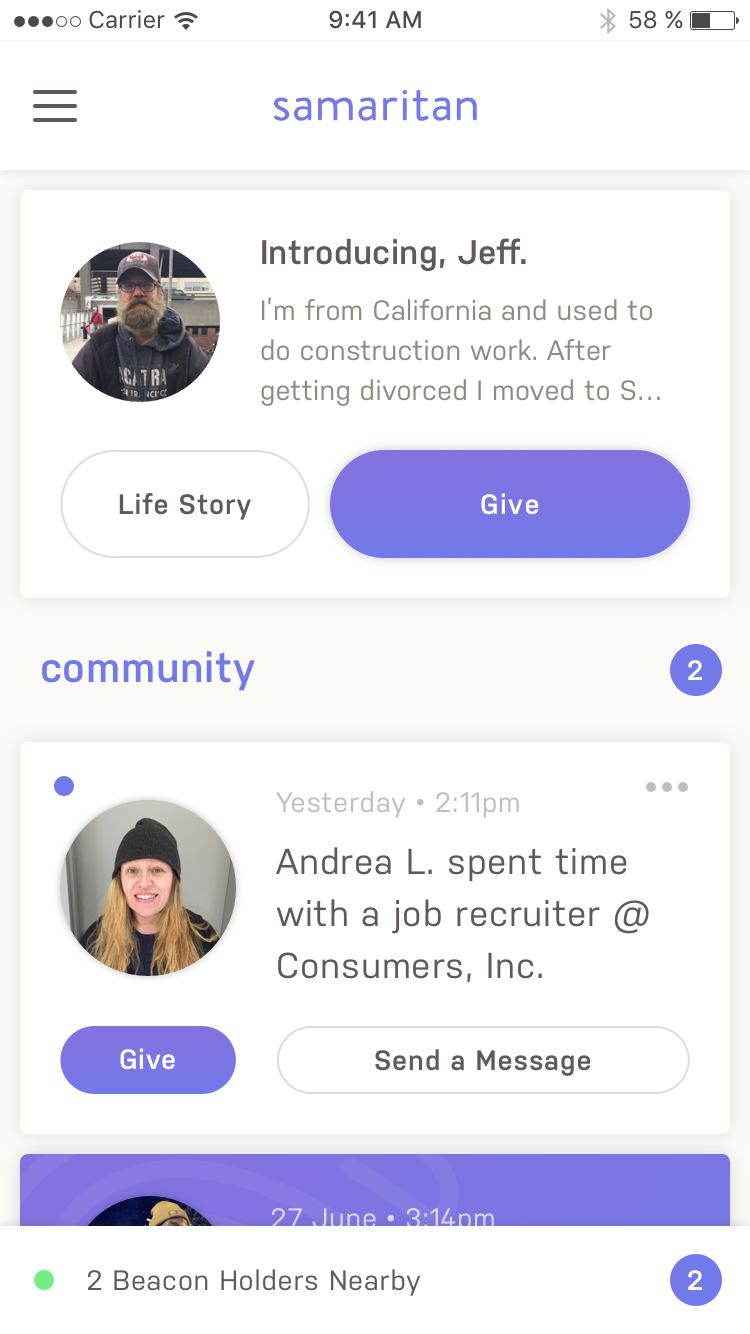 Carrier 9:41 AM 58 %
samaritan
Introducing, Jeff.
I'm from California and used to
do construction work. After
getting divorced I moved to S...
Life Story Give
community 2
Yesterday • 2:11pm
Andrea L. spent time
with a job recruiter @
Consumers, Inc.
Give Send a Message
27 June • 3:14pm
2 Beacon Holders Nearby 2